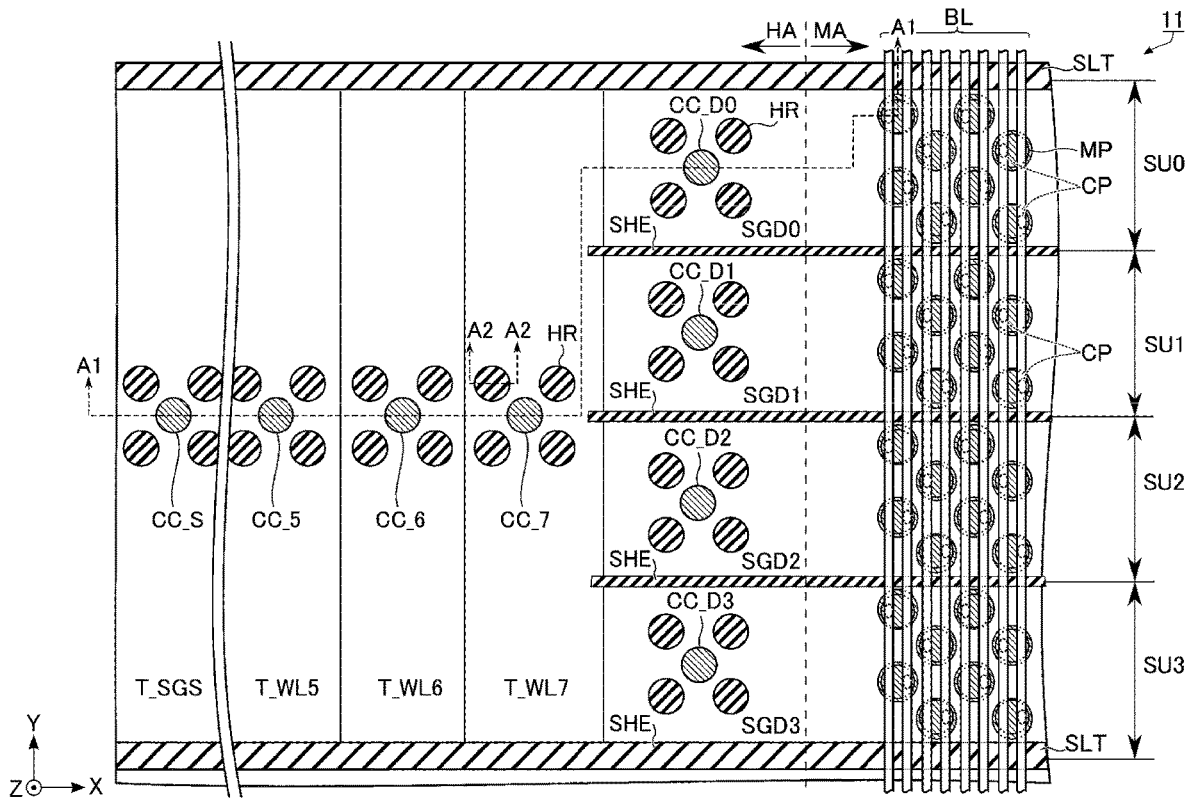 HA MA A1 BL 11
SLT
CC_D0 HR
MP
SU0
CP
SHE SGD0
CC_D1
A2 A2 HR
SU1
CP
A1
SHE SGD1
CC_D2
SU2
CC_S CC_5 CC_6 CC_7
SHE SGD2
CC_D3
SU3
T_SGS T_WL5 T_WL6 T_WL7
SHE SGD3
SLT
Y
Z X